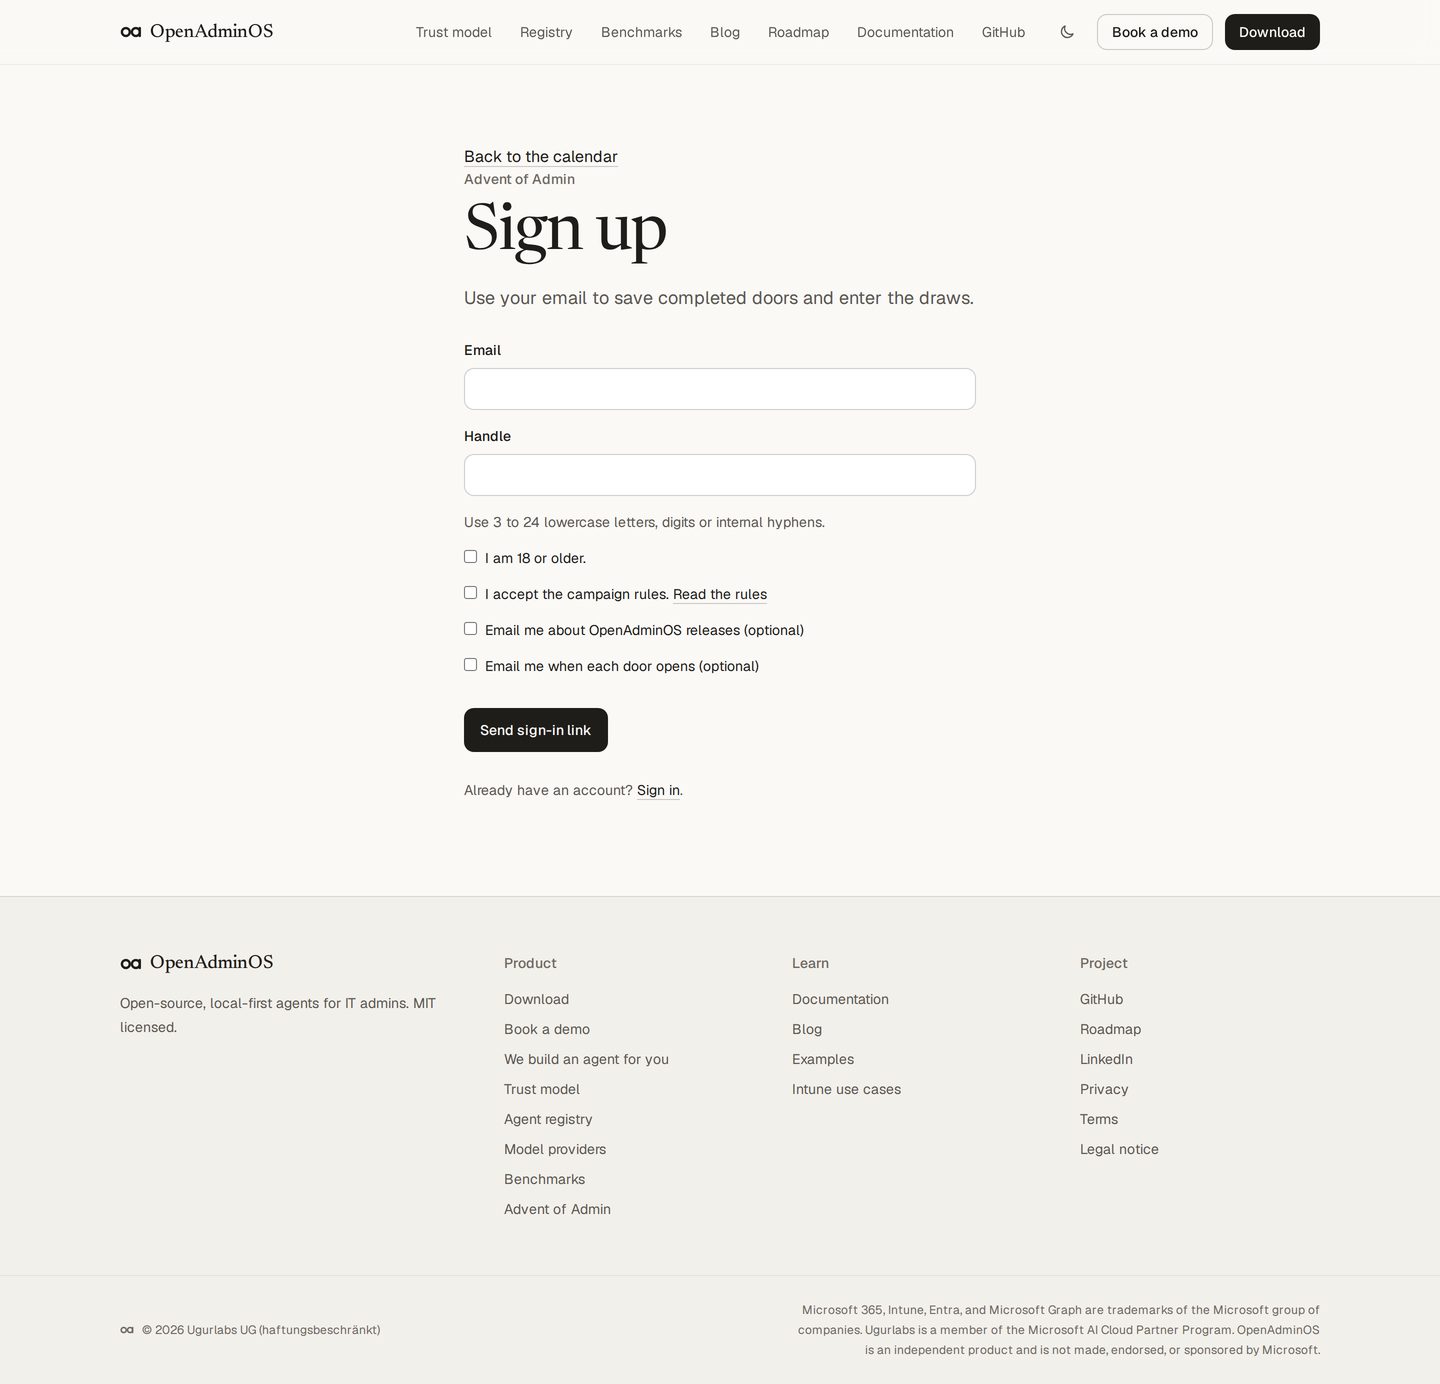 OpenAdminOS
Trust model
Registry
Benchmarks
Blog
Roadmap
Documentation
GitHub
Book a demo
Download
Back to the calendar
Advent of Admin
Sign up
Use your email to save completed doors and enter the draws.
Email
Handle
Use 3 to 24 lowercase letters, digits or internal hyphens.
I am 18 or older.
I accept the campaign rules. Read the rules
Email me about OpenAdminOS releases (optional)
Email me when each door opens (optional)
Send sign-in link
Already have an account? Sign in.
OpenAdminOS
Open-source, local-first agents for IT admins. MIT
licensed.
Product
Download
Book a demo
We build an agent for you
Trust model
Agent registry
Model providers
Benchmarks
Advent of Admin
Learn
Documentation
Blog
Examples
Intune use cases
Project
GitHub
Roadmap
LinkedIn
Privacy
Terms
Legal notice
© 2026 Ugurlabs UG (haftungsbeschränkt)
Microsoft 365, Intune, Entra, and Microsoft Graph are trademarks of the Microsoft group of
companies. Ugurlabs is a member of the Microsoft AI Cloud Partner Program. OpenAdminOS
is an independent product and is not made, endorsed, or sponsored by Microsoft.